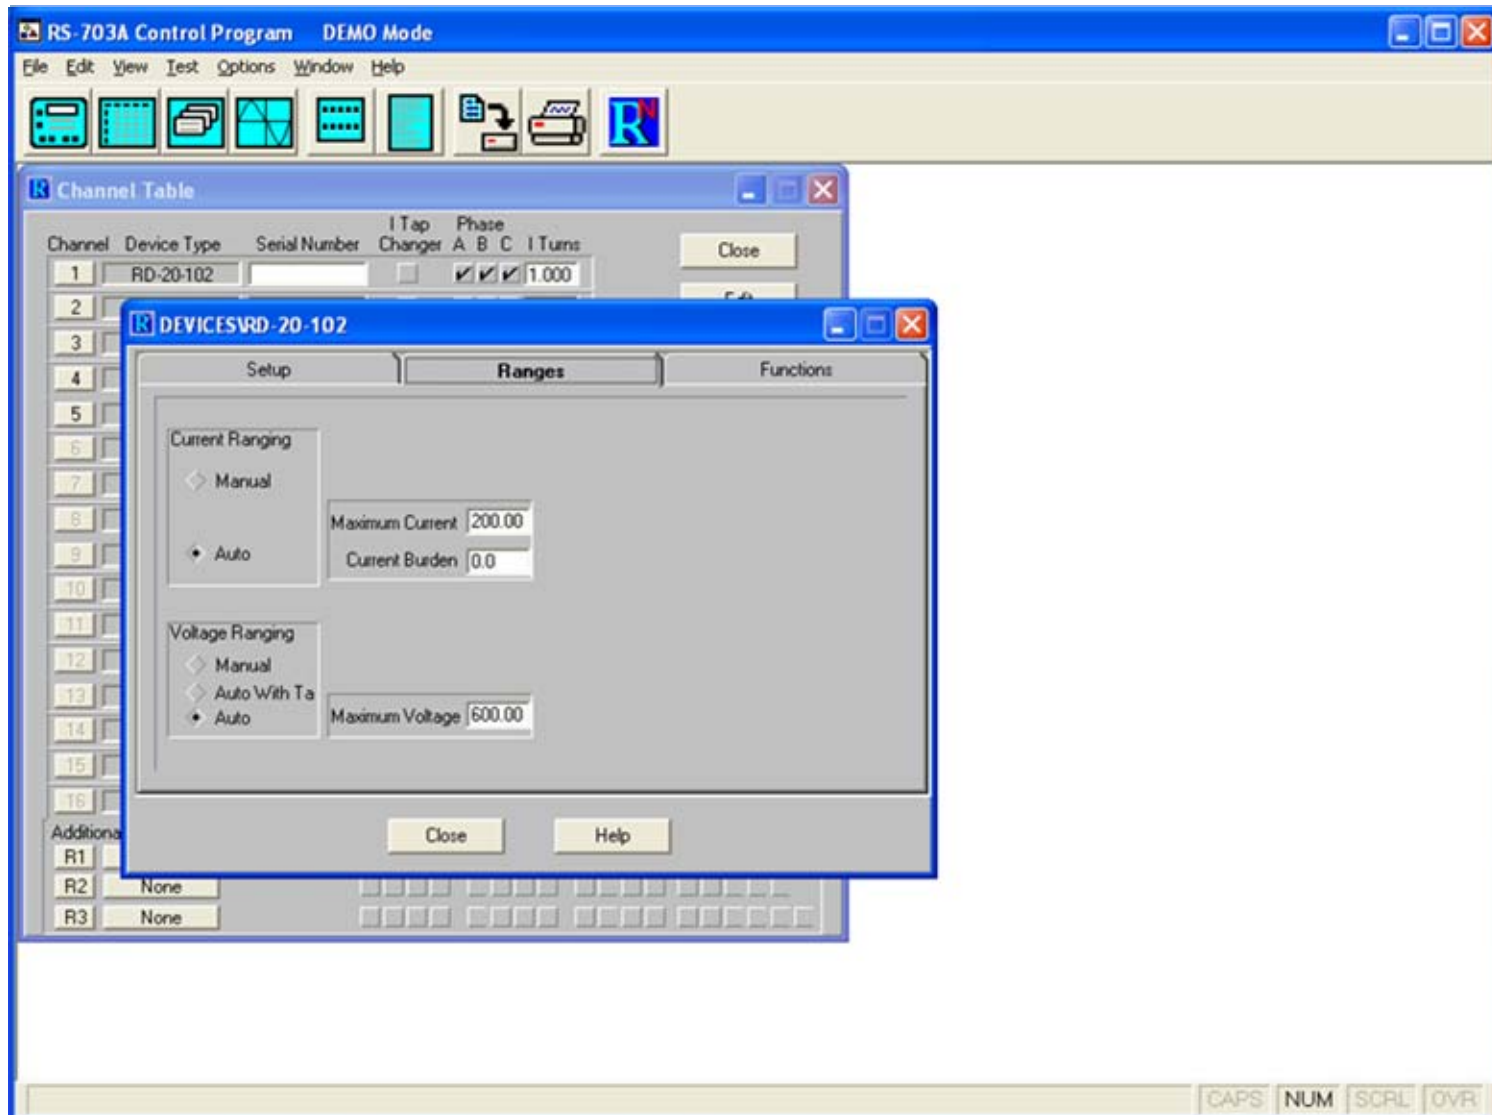 RS-703A Control Program DEMO Mode
File Edit View Test Options Window Help
R N
R Channel Table
I Tap Phase
Channel Device Type Serial Number Changer A B C I Turns
Close
1 RD-20-102 1.000
2
R DEVICES\RD-20-102
3
Setup Ranges Functions
4
5
Current Ranging
6
7 Manual
8 Maximum Current 200.00
9 Auto Current Burden 0.0
10
11 Voltage Ranging
12 Manual
13 Auto With Ta
14 Auto Maximum Voltage 600.00
15
16
Additiona
Close Help
R1
R2 None
R3 None
CAPS NUM SCRL OVR